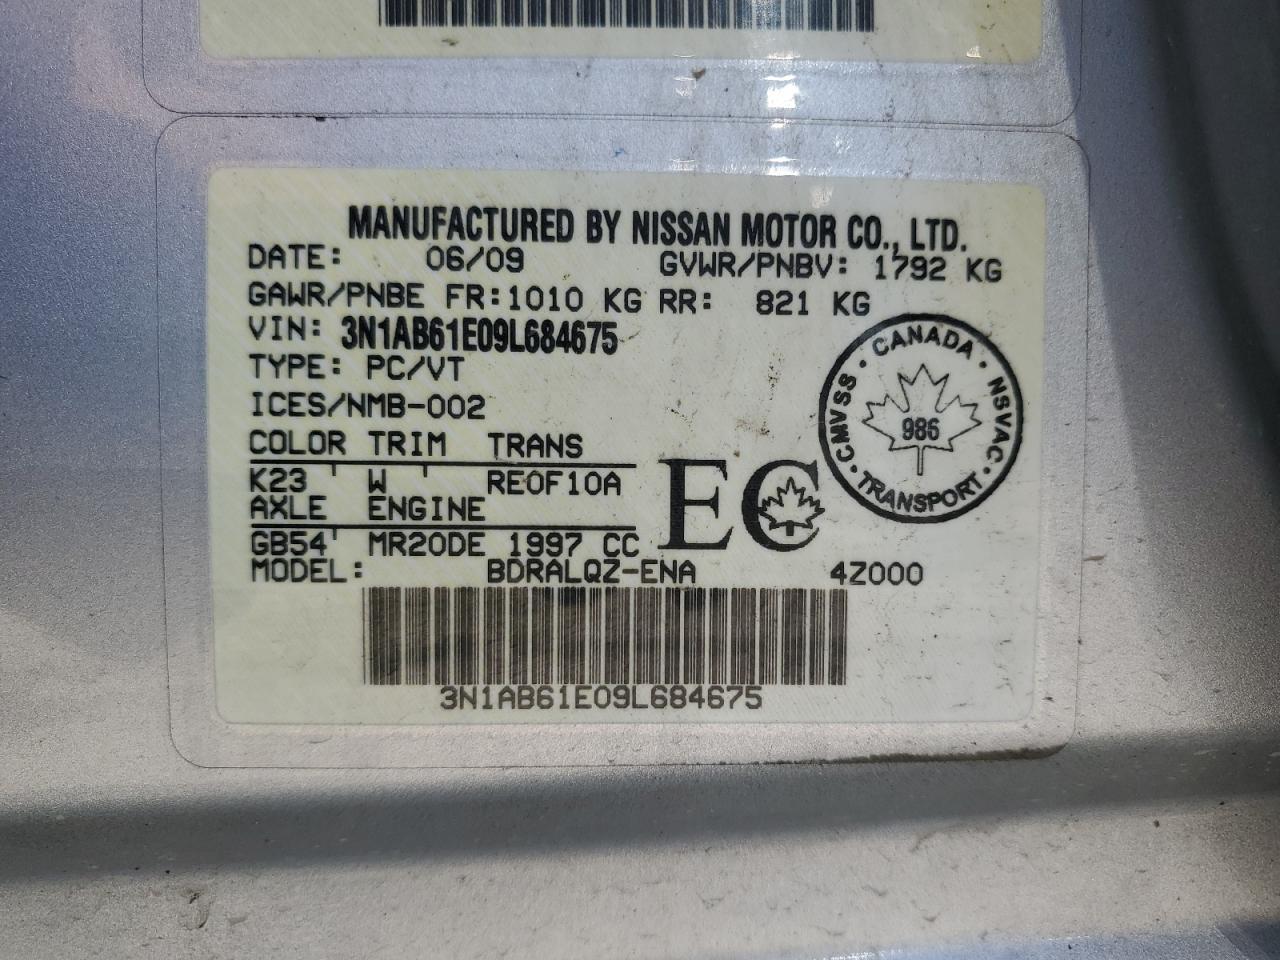 MANUFACTURED BY NISSAN MOTOR CO., LTD.
DATE: 06/09 GVWR/PNBV: 1792 KG
GAWR/PNBE FR:1010 KG RR: 821 KG
VIN: 3N1AB61E09L684675
TYPE: PC/VT
ICES/NMB-002
COLOR TRIM TRANS
K23 ' W ' RE0F10A
AXLE ENGINE
GB54' MR20DE 1997 CC
MODEL: BDRALQZ-ENA 4Z000
3N1AB61E09L684675
EC
CANADA
CMVSS · NSVAC
986
TRANSPORT